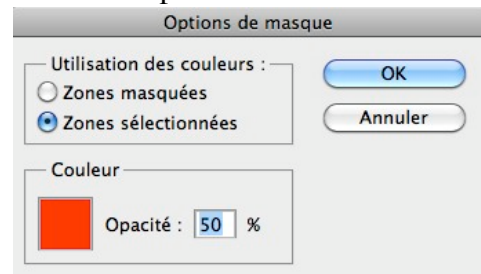 Options de masque
Utilisation des couleurs :
Zones masquées
Zones sélectionnées
OK
Annuler
Couleur
Opacité : 50 %